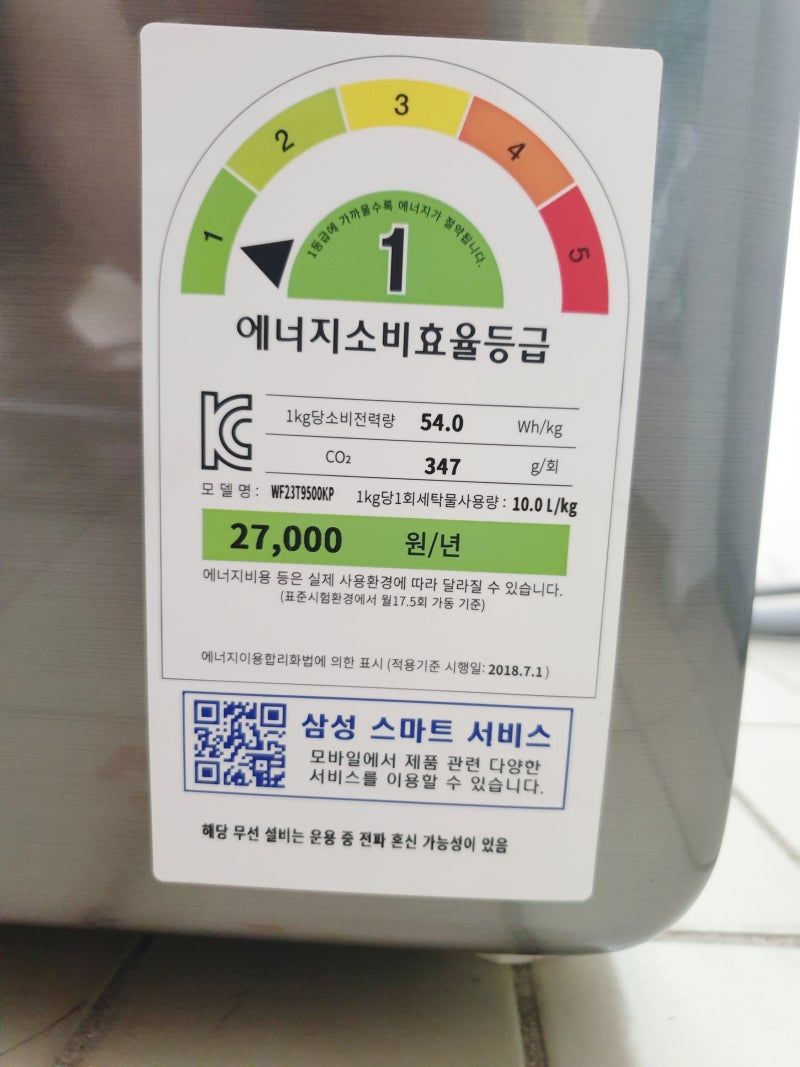 1
2
3
4
5
1등급에 가까울수록 에너지가 절약됩니다.
1
에너지소비효율등급
1kg당소비전력량 54.0 Wh/kg
CO₂ 347 g/회
모 델 명 : WF23T9500KP 1kg당1회세탁물사용량 : 10.0 L/kg
27,000 원/년
에너지비용 등은 실제 사용환경에 따라 달라질 수 있습니다.
(표준시험환경에서 월17.5회 가동 기준)
에너지이용합리화법에 의한 표시 (적용기준 시행일: 2018.7.1)
삼성 스마트 서비스
모바일에서 제품 관련 다양한
서비스를 이용할 수 있습니다.
해당 무선 설비는 운용 중 전파 혼신 가능성이 있음